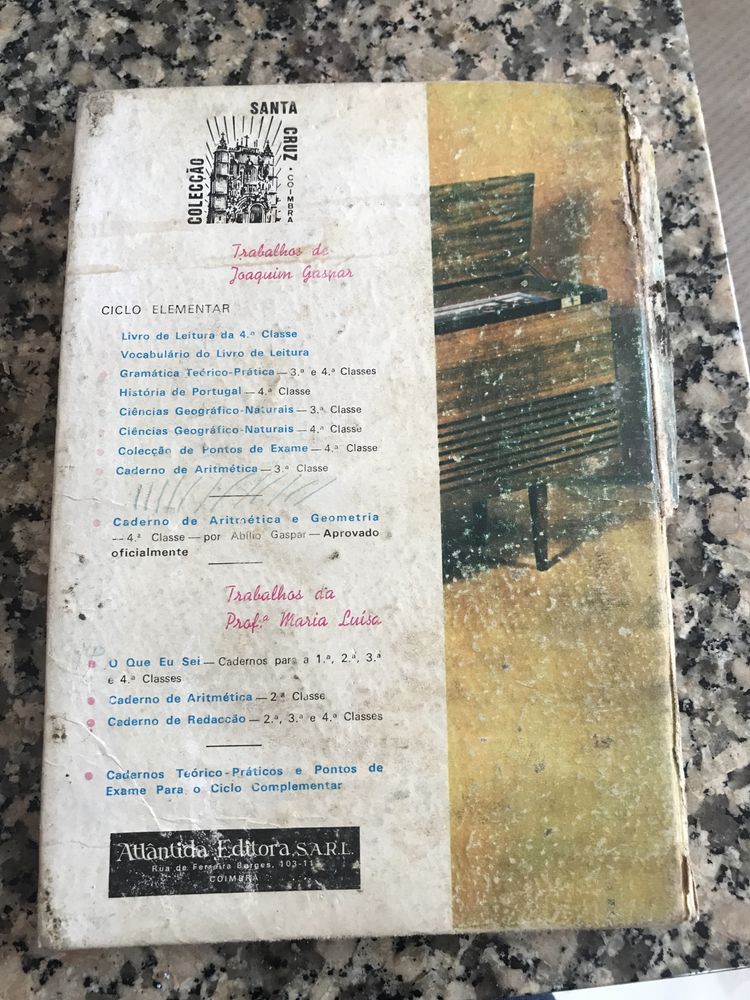 COLECÇÃO
SANTA
CRUZ
• COIMBRA
Trabalhos de
Joaquim Gaspar
CICLO ELEMENTAR
Livro de Leitura da 4.ª Classe
Vocabulário do Livro de Leitura
Gramática Teórico-Prática — 3.ª e 4.ª Classes
História de Portugal — 4.ª Classe
Ciências Geográfico-Naturais — 3.ª Classe
Ciências Geográfico-Naturais — 4.ª Classe
Colecção de Pontos de Exame — 4.ª Classe
Caderno de Aritmética — 3.ª Classe
Caderno de Aritmética e Geometria
— 4.ª Classe — por Abílio Gaspar — Aprovado
oficialmente
Trabalhos da
Prof.ª Maria Luísa
O Que Eu Sei — Cadernos para a 1.ª, 2.ª, 3.ª
e 4.ª Classes
Caderno de Aritmética — 2.ª Classe
Caderno de Redacção — 2.ª, 3.ª e 4.ª Classes
Cadernos Teórico-Práticos e Pontos de
Exame Para o Ciclo Complementar
Atlântida Editora, S.A.R.L.
Rua de Ferreira Borges,
COIMBRA